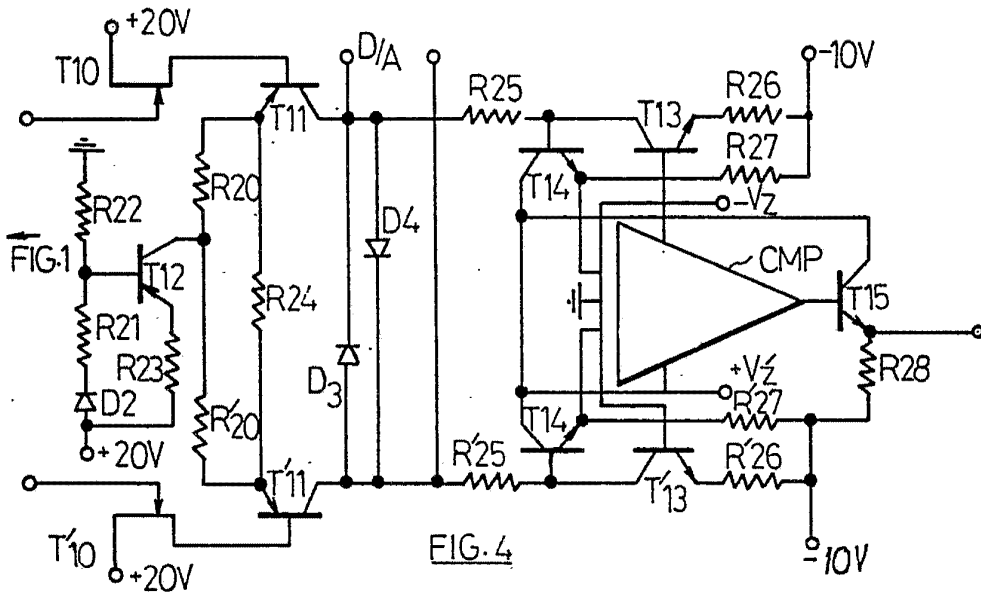 +20V
T10
D/A
-10V
T11
R25
T13
R26
R27
T14
R20
R22
-VZ
D4
CMP
FIG.1
T12
R24
T15
R21
R23
D3
+V'Z
R28
D2
R'20
T14
R'27
+20V
T'11
R'25
R'26
T'13
T'10
FIG. 4
+20V
-10V